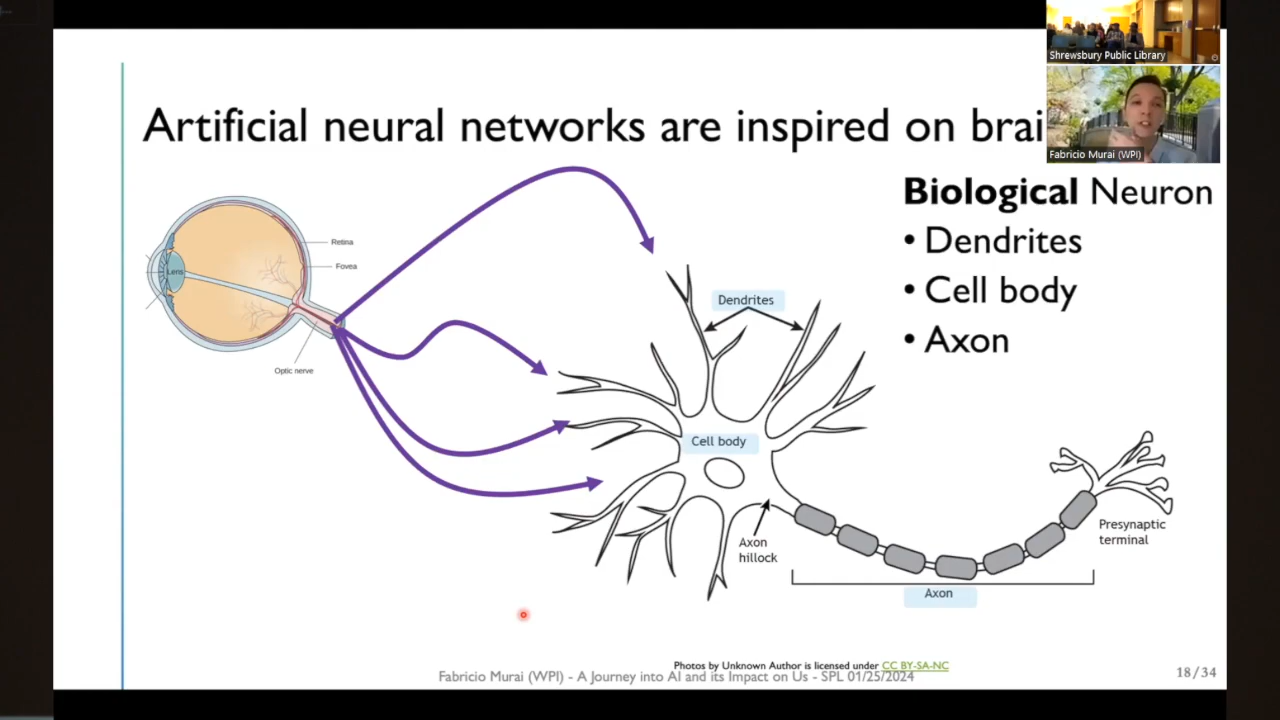 Shrewsbury Public Library
Fabricio Murai (WPI)
Artificial neural networks are inspired on brai
Biological Neuron
• Dendrites
• Cell body
• Axon
Retina
Fovea
Lens
Optic nerve
Dendrites
Cell body
Axon
hillock
Axon
Presynaptic
terminal
Photos by Unknown Author is licensed under CC BY-SA-NC
Fabricio Murai (WPI) - A Journey into AI and its Impact on Us - SPL 01/25/2024
18/34